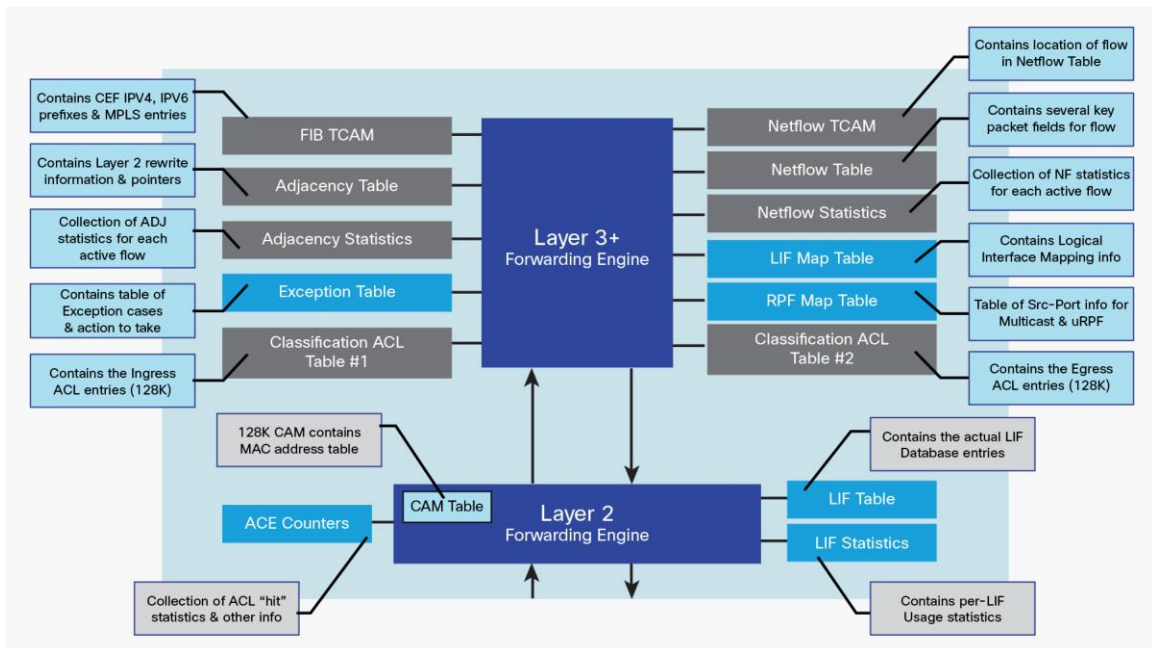 Contains location of flow
in Netflow Table
Contains CEF IPV4, IPV6
prefixes & MPLS entries
FIB TCAM
Netflow TCAM
Contains several key
packet fields for flow
Contains Layer 2 rewrite
information & pointers
Adjacency Table
Netflow Table
Collection of NF statistics
for each active flow
Collection of ADJ
statistics for each
active flow
Adjacency Statistics
Netflow Statistics
Layer 3+
Forwarding Engine
LIF Map Table
Contains Logical
Interface Mapping info
Contains table of
Exception cases
& action to take
Exception Table
RPF Map Table
Table of Src-Port info for
Multicast & uRPF
Classification ACL
Table #1
Classification ACL
Table #2
Contains the Ingress
ACL entries (128K)
Contains the Egress
ACL entries (128K)
128K CAM contains
MAC address table
Contains the actual LIF
Database entries
CAM Table
Layer 2
Forwarding Engine
LIF Table
ACE Counters
LIF Statistics
Collection of ACL “hit”
statistics & other info
Contains per-LIF
Usage statistics